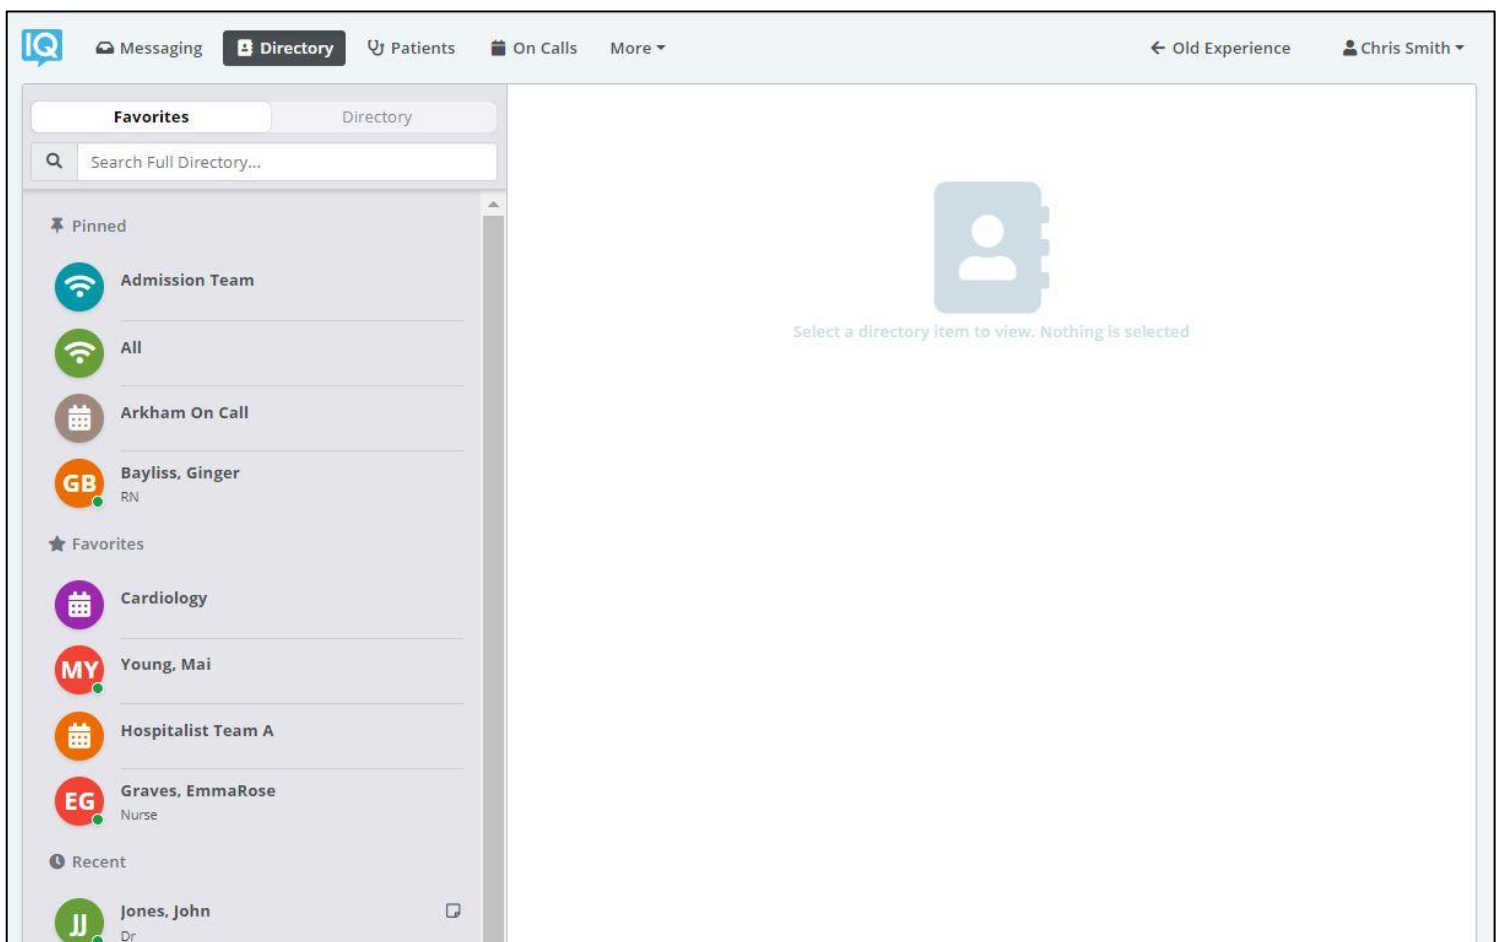 IQ Messaging Directory Patients On Calls More Old Experience Chris Smith
Favorites Directory
Search Full Directory...
Pinned
Admission Team
All
Arkham On Call
GB Bayliss, Ginger
RN
Favorites
Cardiology
MY Young, Mai
Hospitalist Team A
EG Graves, EmmaRose
Nurse
Recent
JJ Jones, John
Dr
Select a directory item to view. Nothing is selected